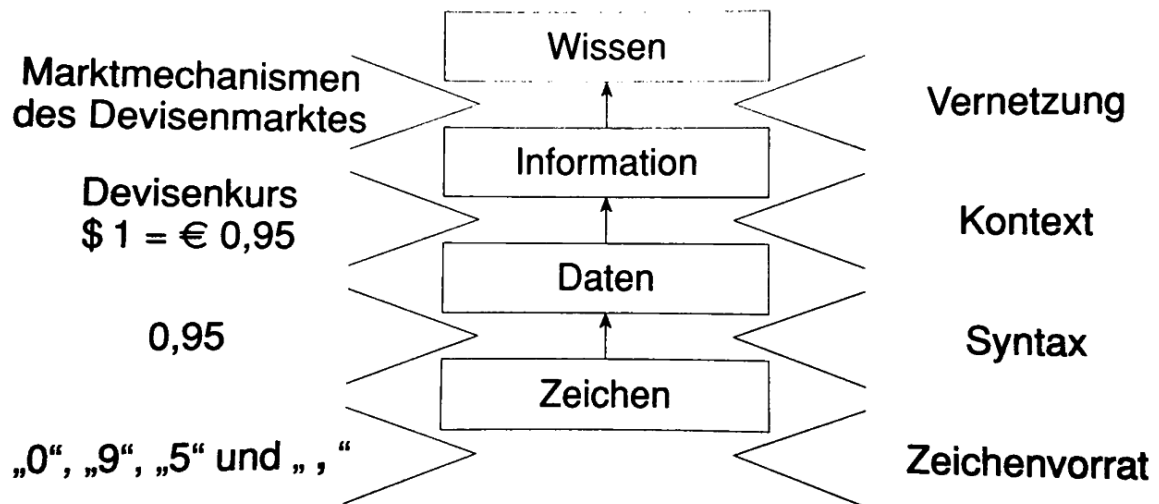 Wissen
Marktmechanismen
des Devisenmarktes
Vernetzung
Information
Devisenkurs
$ 1 = € 0,95
Kontext
Daten
0,95
Syntax
Zeichen
„0“, „9“, „5“ und „ , “
Zeichenvorrat